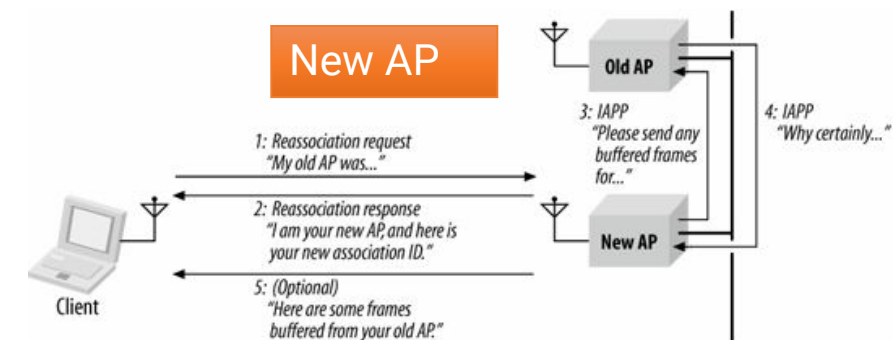 New AP
Old AP
1: Reassociation request
"My old AP was..."
3: IAPP
"Please send any
buffered frames
for..."
4: IAPP
"Why certainly..."
2: Reassociation response
"I am your new AP, and here is
your new association ID."
New AP
5: (Optional)
"Here are some frames
buffered from your old AP."
Client